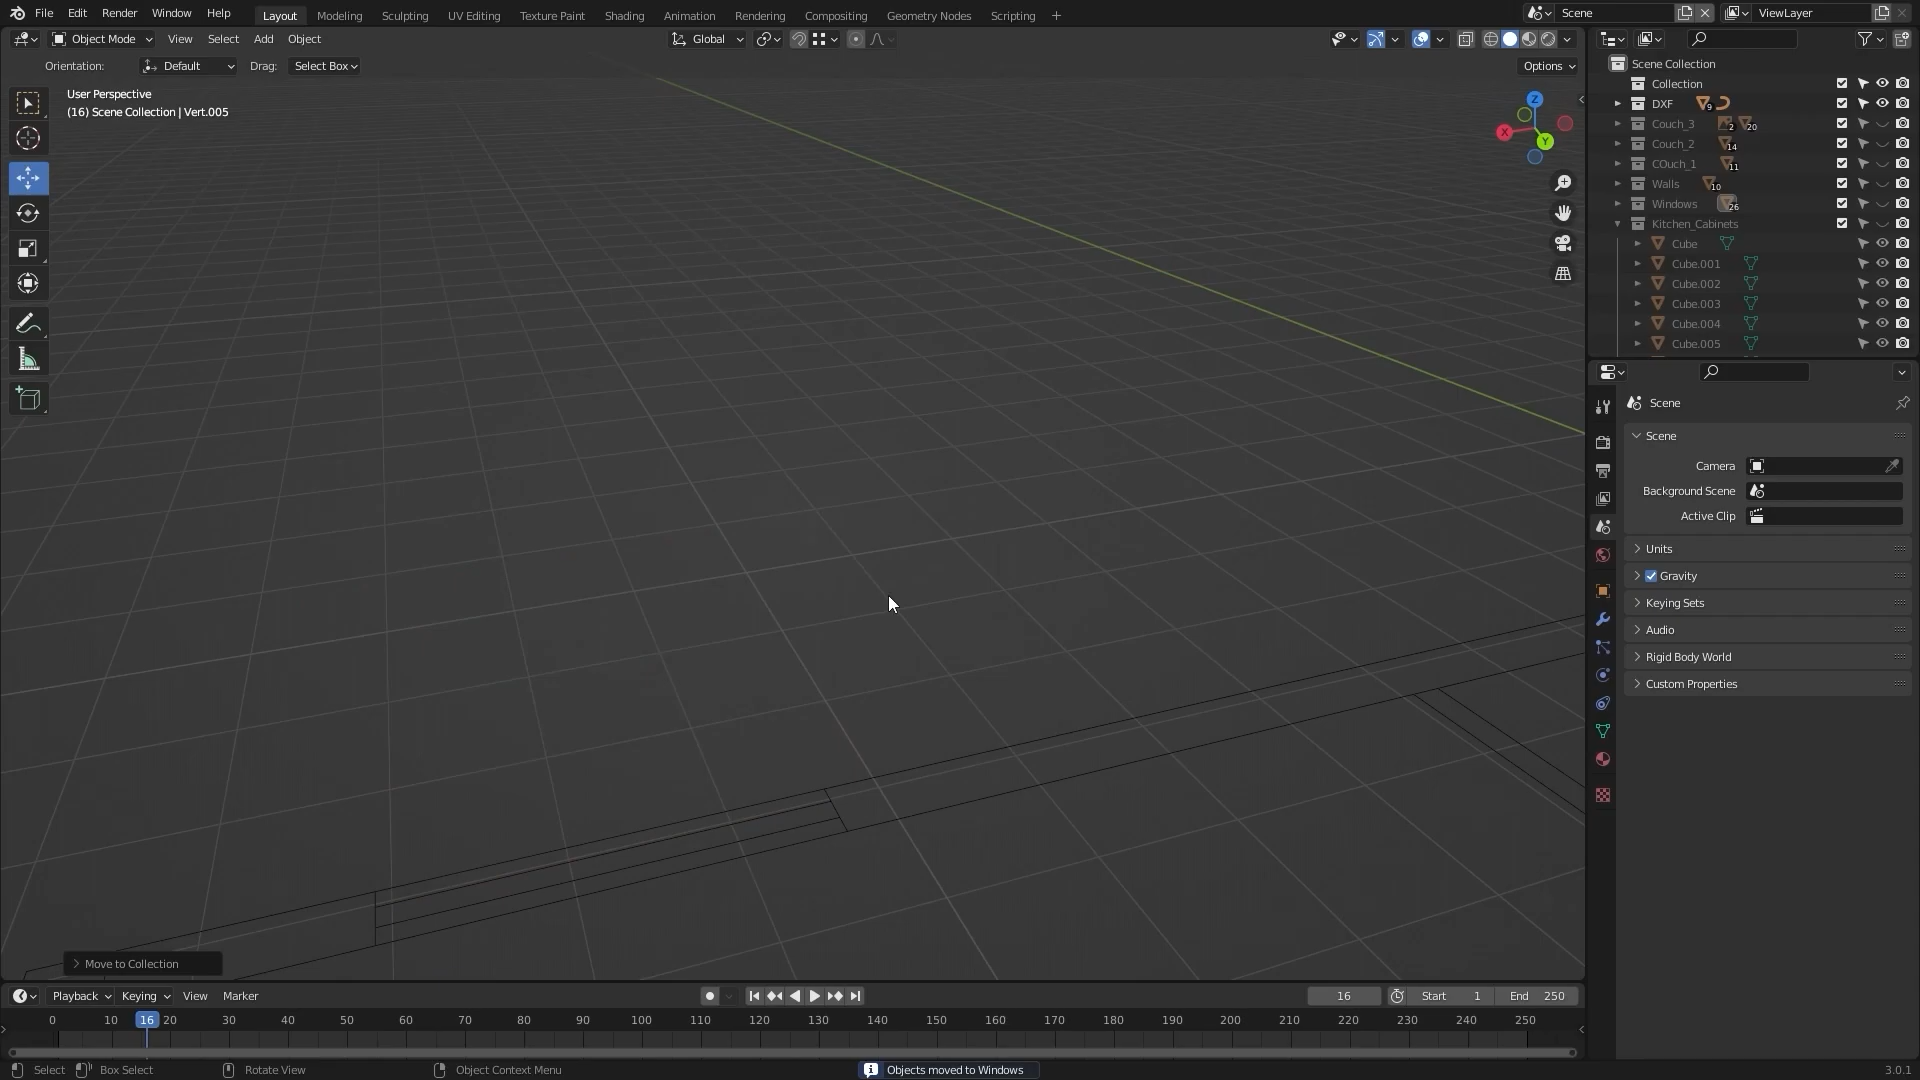 File Edit Render Window Help Layout Modeling Sculpting UV Editing Texture Paint Shading Animation Rendering Compositing Geometry Nodes Scripting + Scene ViewLayer
Object Mode View Select Add Object Global
Orientation: Default Drag: Select Box Options
User Perspective
(16) Scene Collection | Vert.005
Z
X
Y
Scene Collection
Collection
DXF 9
Couch_3 2 20
Couch_2 14
COuch_1 11
Walls 10
Windows 26
Kitchen_Cabinets
Cube
Cube.001
Cube.002
Cube.003
Cube.004
Cube.005
Scene
Scene
Camera
Background Scene
Active Clip
Units
Gravity
Keying Sets
Audio
Rigid Body World
Custom Properties
Move to Collection
Playback Keying View Marker 16 Start 1 End 250
0 10 16 20 30 40 50 60 70 80 90 100 110 120 130 140 150 160 170 180 190 200 210 220 230 240 250
Select Box Select Rotate View Object Context Menu Objects moved to Windows 3.0.1